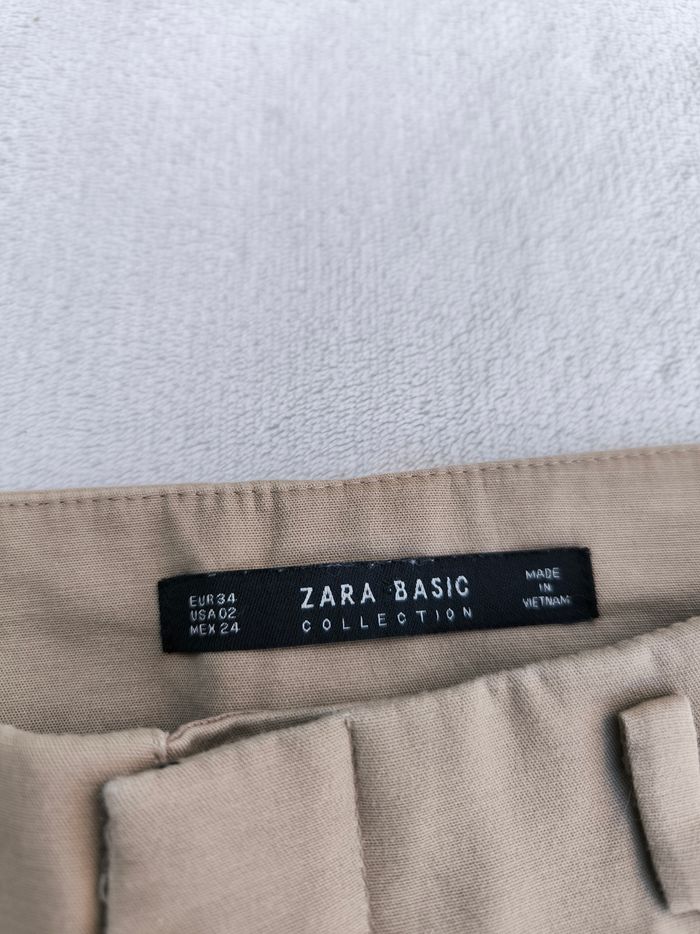 EUR 34
USA 02
MEX 24
ZARA BASIC
COLLECTION
MADE
IN
VIETNAM